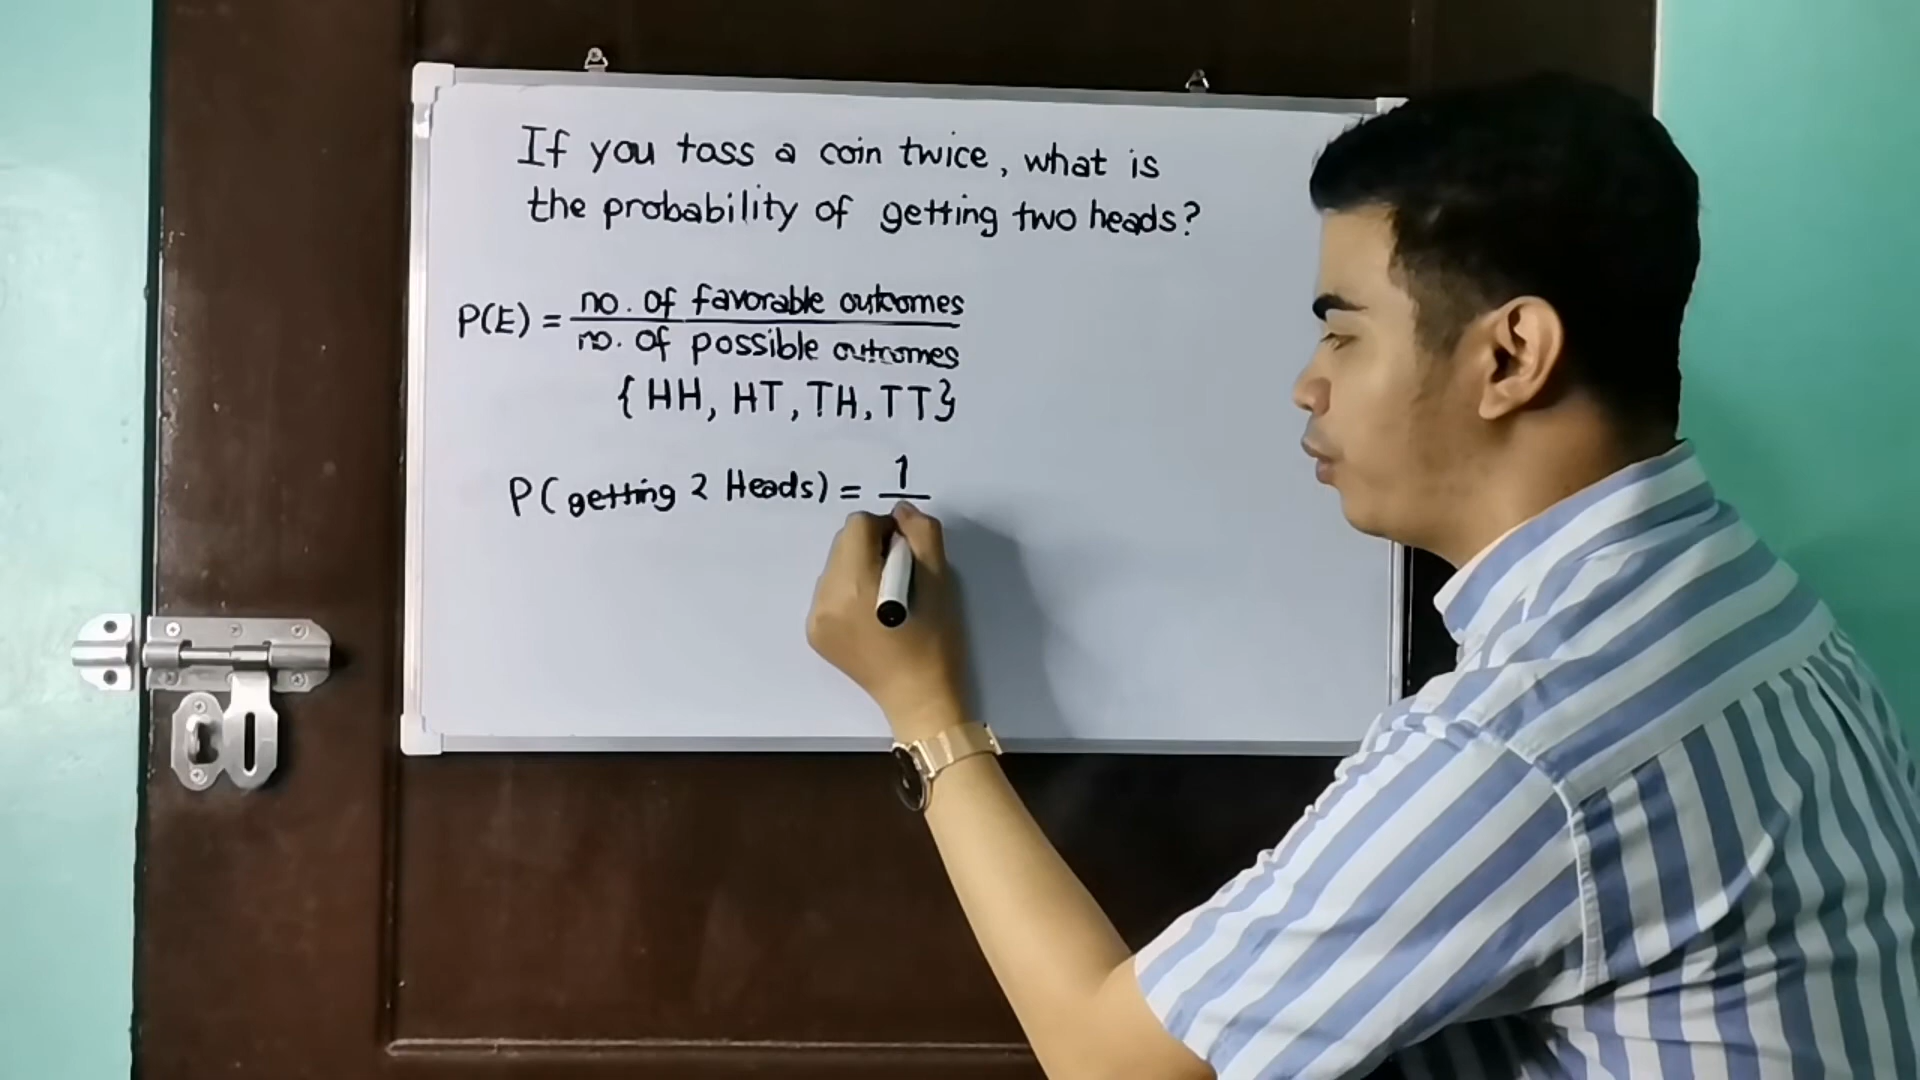 If you toss a coin twice, what is
the probability of getting two heads?
P(E) = no. of favorable outcomes
no. of possible outcomes
{HH, HT, TH, TT}
P(getting 2 Heads) = 1